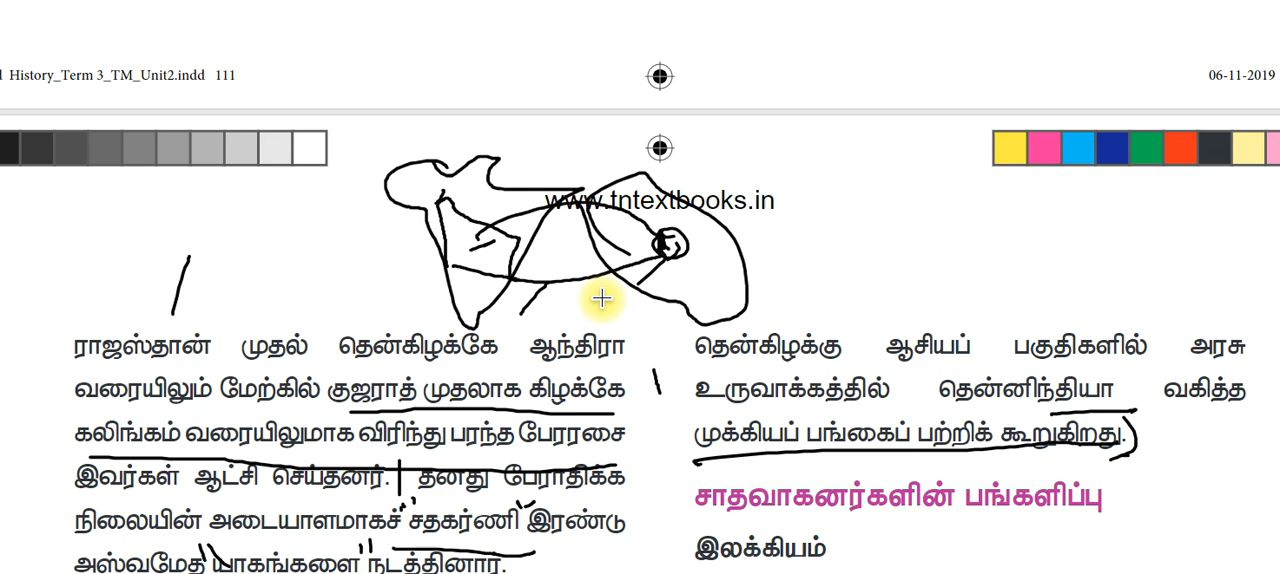 History_Term 3_TM_Unit2.indd 111
06-11-2019
www.tntextbooks.in
ராஜஸ்தான் முதல் தென்கிழக்கே ஆந்திரா
வரையிலும் மேற்கில் குஜராத் முதலாக கிழக்கே
கலிங்கம் வரையிலுமாக விரிந்து பரந்த பேரரசை
இவர்கள் ஆட்சி செய்தனர். தனது பேராதிக்க
நிலையின் அடையாளமாகச் சதகர்ணி இரண்டு
அஸ்வமேத யாகங்களை நடத்தினார்.
தென்கிழக்கு ஆசியப் பகுதிகளில் அரசு
உருவாக்கத்தில் தென்னிந்தியா வகித்த
முக்கியப் பங்கைப் பற்றிக் கூறுகிறது.
சாதவாகனர்களின் பங்களிப்பு
இலக்கியம்